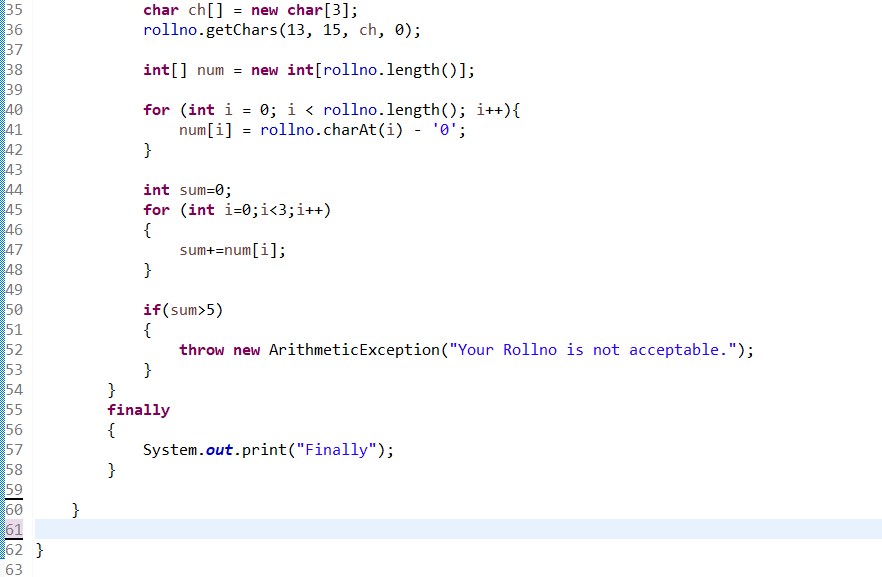 35 char ch[] = new char[3];
36 rollno.getChars(13, 15, ch, 0);
37
38 int[] num = new int[rollno.length()];
39
40 for (int i = 0; i < rollno.length(); i++){
41 num[i] = rollno.charAt(i) - '0';
42 }
43
44 int sum=0;
45 for (int i=0;i<3;i++)
46 {
47 sum+=num[i];
48 }
49
50 if(sum>5)
51 {
52 throw new ArithmeticException("Your Rollno is not acceptable.");
53 }
54 }
55 finally
56 {
57 System.out.print("Finally");
58 }
59
60 }
61
62 }
63